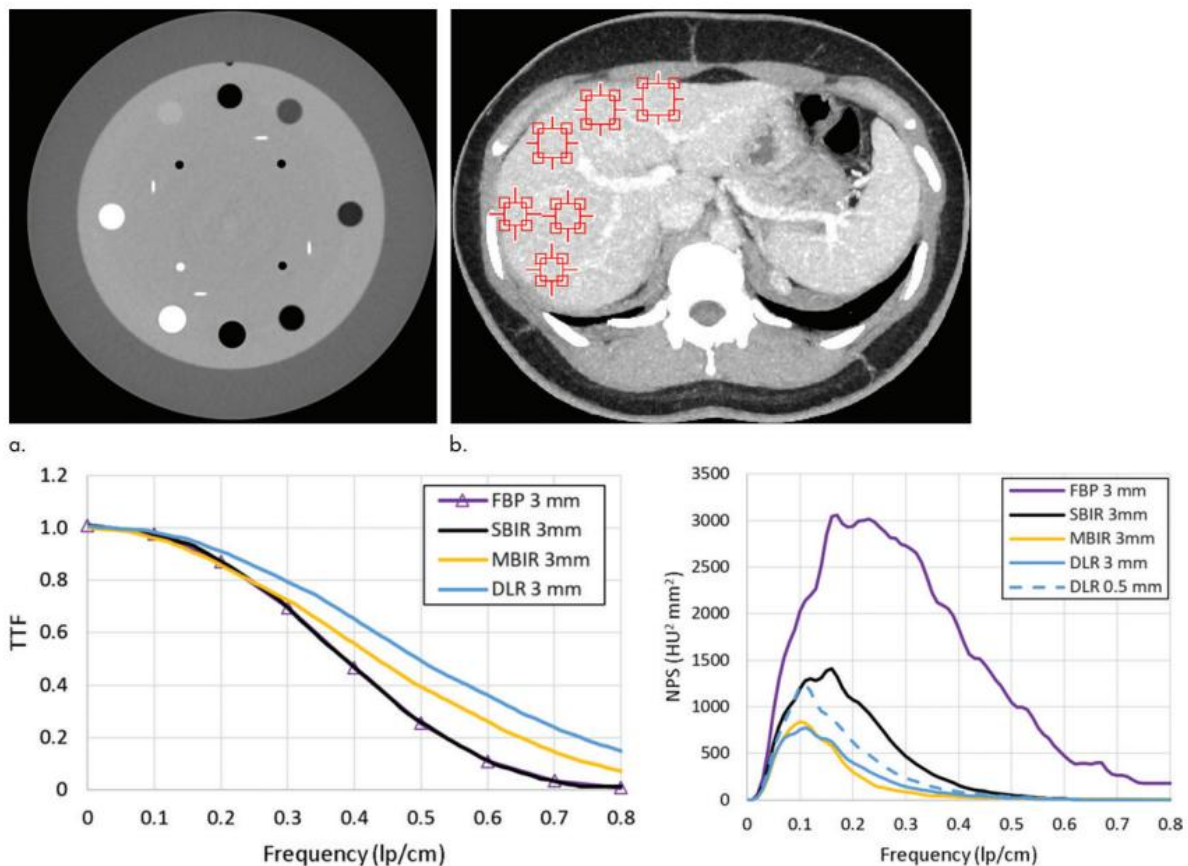 a.
b.
1.2
1.0
0.8
0.6
0.4
0.2
0
TTF
FBP 3 mm
SBIR 3mm
MBIR 3mm
DLR 3 mm
0 0.1 0.2 0.3 0.4 0.5 0.6 0.7 0.8
Frequency (lp/cm)
3500
3000
2500
2000
1500
1000
500
0
NPS (HU² mm²)
FBP 3 mm
SBIR 3mm
MBIR 3mm
DLR 3 mm
DLR 0.5 mm
0 0.1 0.2 0.3 0.4 0.5 0.6 0.7 0.8
Frequency (lp/cm)